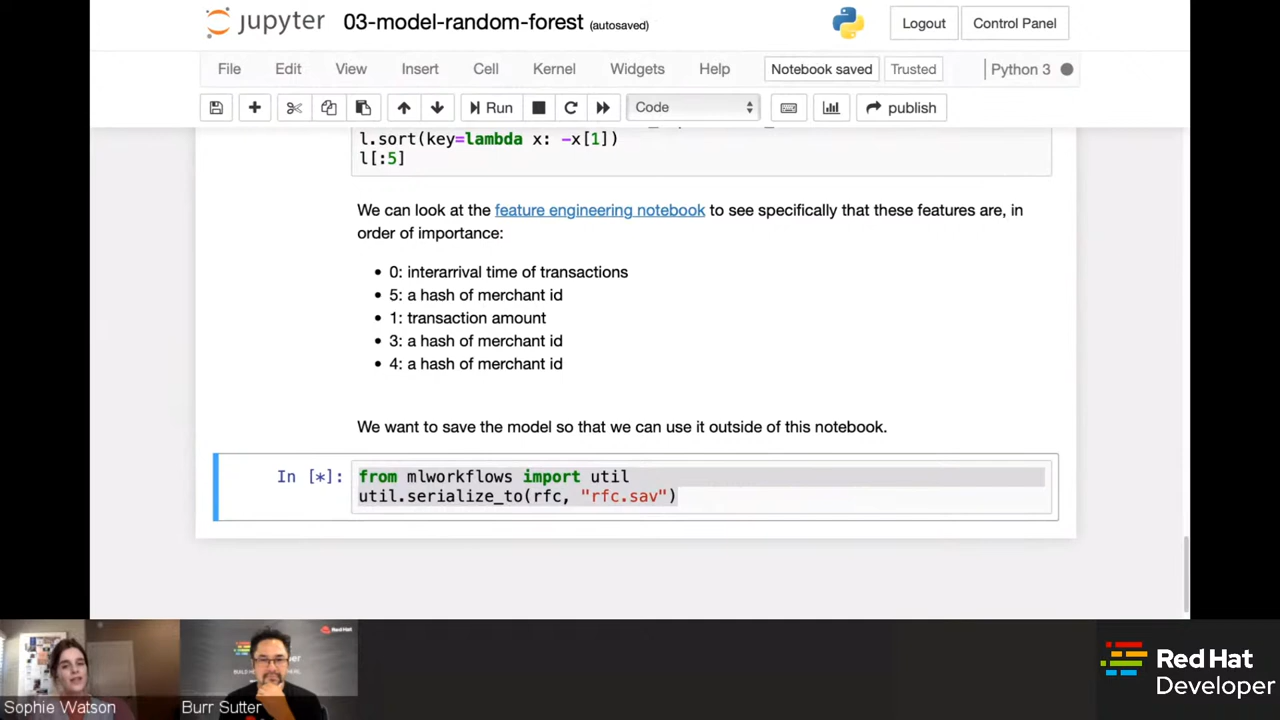 jupyter 03-model-random-forest (autosaved) Logout Control Panel
File Edit View Insert Cell Kernel Widgets Help Notebook saved Trusted Python 3
Run Code publish
l.sort(key=lambda x: -x[1])
l[:5]
We can look at the feature engineering notebook to see specifically that these features are, in
order of importance:
• 0: interarrival time of transactions
• 5: a hash of merchant id
• 1: transaction amount
• 3: a hash of merchant id
• 4: a hash of merchant id
We want to save the model so that we can use it outside of this notebook.
In [*]: from mlworkflows import util
util.serialize_to(rfc, "rfc.sav")
Red Hat
Sophie Watson
Burr Sutter
Red Hat
Developer